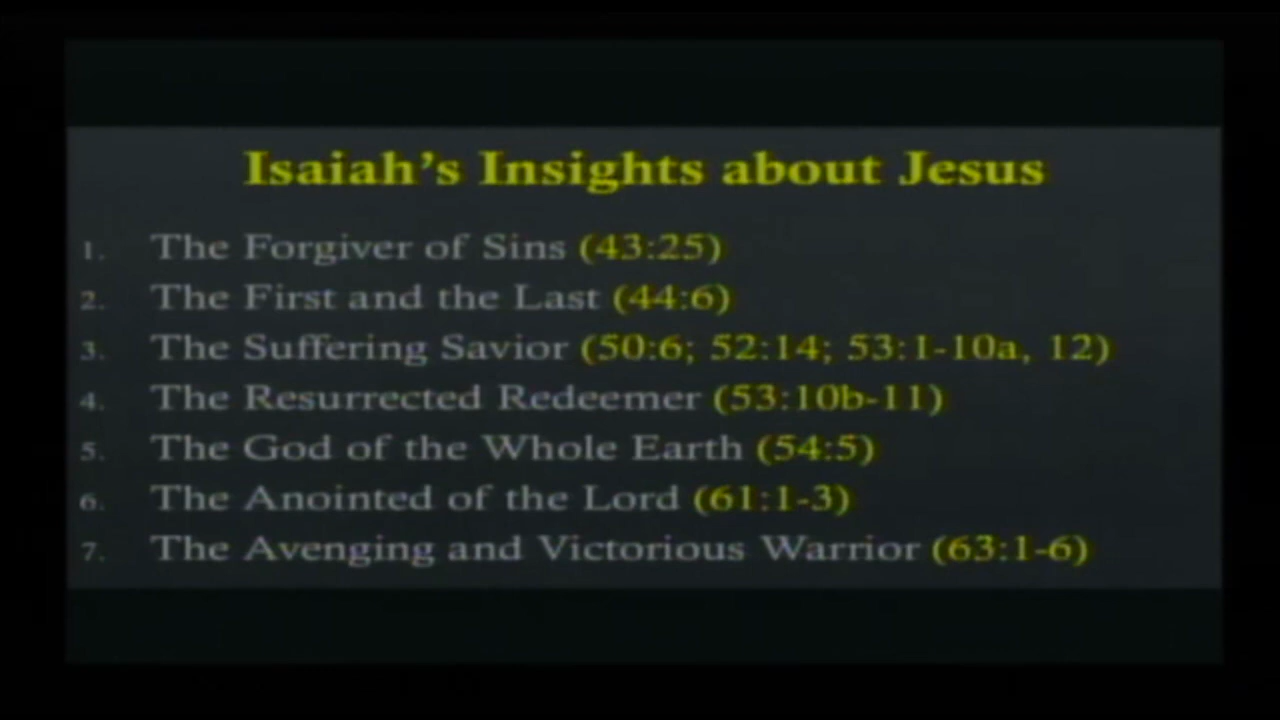 Isaiah's Insights about Jesus
1. The Forgiver of Sins (43:25)
2. The First and the Last (44:6)
3. The Suffering Savior (50:6; 52:14; 53:1-10a, 12)
4. The Resurrected Redeemer (53:10b-11)
5. The God of the Whole Earth (54:5)
6. The Anointed of the Lord (61:1-3)
7. The Avenging and Victorious Warrior (63:1-6)